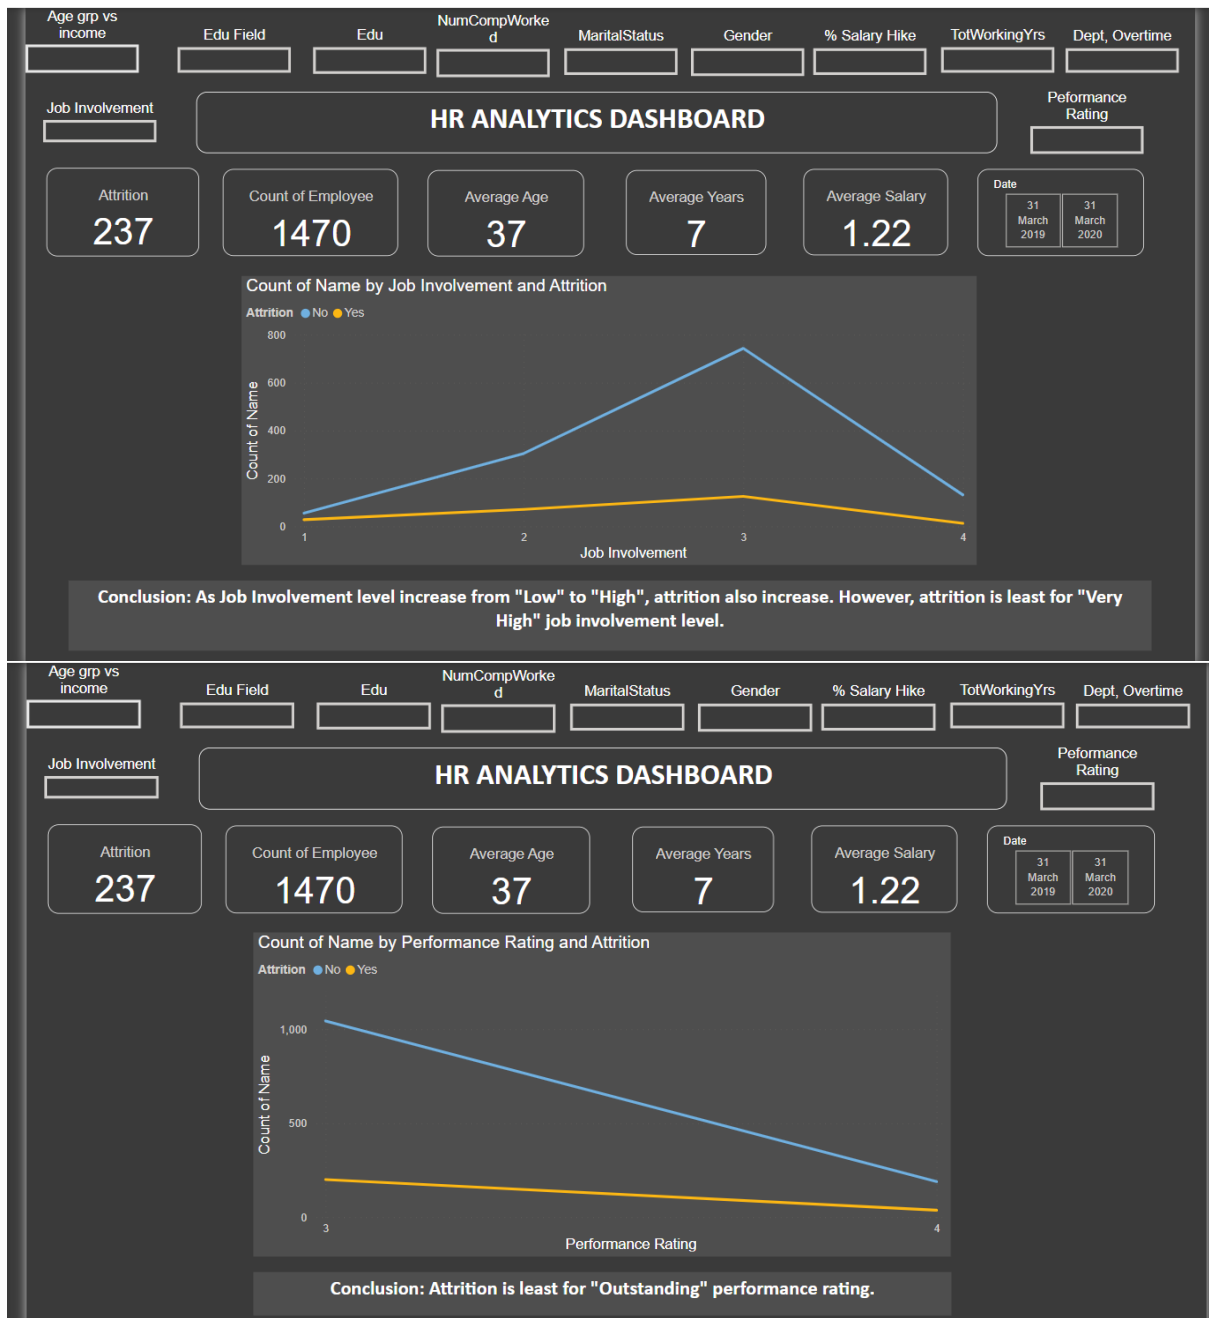 Age grp vs
income
Edu Field
Edu
NumCompWorke
d
MaritalStatus
Gender
% Salary Hike
TotWorkingYrs
Dept, Overtime
Job Involvement
HR ANALYTICS DASHBOARD
Peformance
Rating
Attrition
237
Count of Employee
1470
Average Age
37
Average Years
7
Average Salary
1.22
Date
31
March
2019
31
March
2020
Count of Name by Job Involvement and Attrition
Attrition No Yes
800
600
400
200
0
Count of Name
1 2 3 4
Job Involvement
Conclusion: As Job Involvement level increase from "Low" to "High", attrition also increase. However, attrition is least for "Very
High" job involvement level.
Age grp vs
income
Edu Field
Edu
NumCompWorke
d
MaritalStatus
Gender
% Salary Hike
TotWorkingYrs
Dept, Overtime
Job Involvement
HR ANALYTICS DASHBOARD
Peformance
Rating
Attrition
237
Count of Employee
1470
Average Age
37
Average Years
7
Average Salary
1.22
Date
31
March
2019
31
March
2020
Count of Name by Performance Rating and Attrition
Attrition No Yes
1,000
500
0
Count of Name
3 4
Performance Rating
Conclusion: Attrition is least for "Outstanding" performance rating.